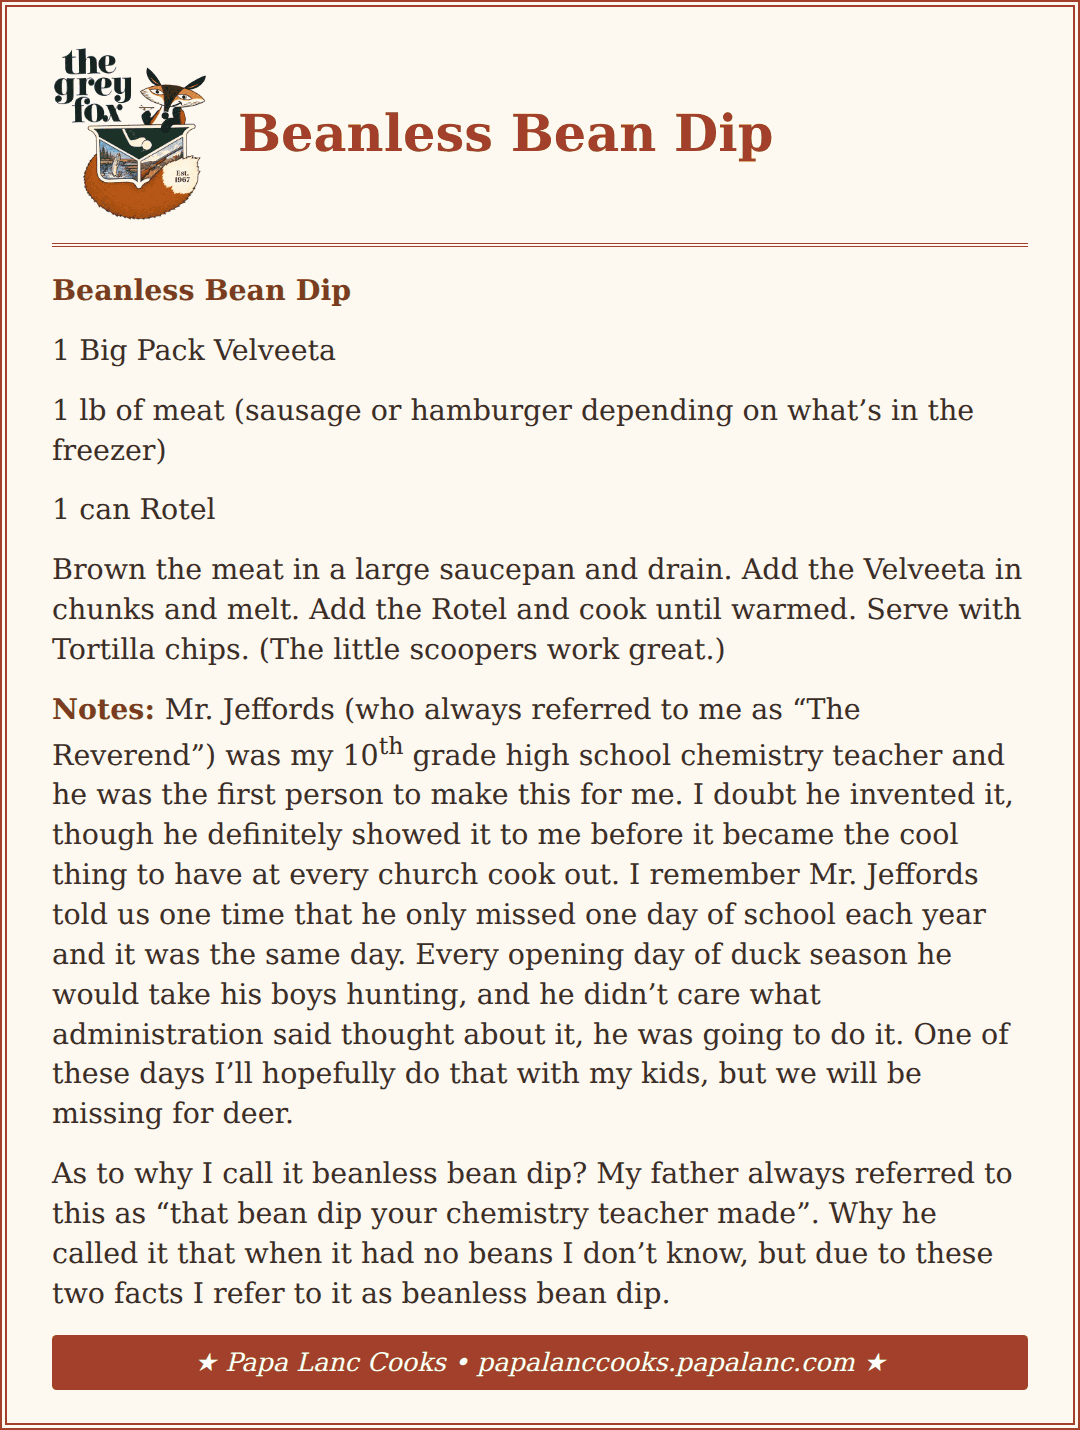 the
grey
fox
Est.
1967
Beanless Bean Dip
Beanless Bean Dip
1 Big Pack Velveeta
1 lb of meat (sausage or hamburger depending on what’s in the
freezer)
1 can Rotel
Brown the meat in a large saucepan and drain. Add the Velveeta in
chunks and melt. Add the Rotel and cook until warmed. Serve with
Tortilla chips. (The little scoopers work great.)
Notes: Mr. Jeffords (who always referred to me as “The
Reverend”) was my 10th grade high school chemistry teacher and
he was the first person to make this for me. I doubt he invented it,
though he definitely showed it to me before it became the cool
thing to have at every church cook out. I remember Mr. Jeffords
told us one time that he only missed one day of school each year
and it was the same day. Every opening day of duck season he
would take his boys hunting, and he didn’t care what
administration said thought about it, he was going to do it. One of
these days I’ll hopefully do that with my kids, but we will be
missing for deer.
As to why I call it beanless bean dip? My father always referred to
this as “that bean dip your chemistry teacher made”. Why he
called it that when it had no beans I don’t know, but due to these
two facts I refer to it as beanless bean dip.
★ Papa Lanc Cooks • papalanccooks.papalanc.com ★